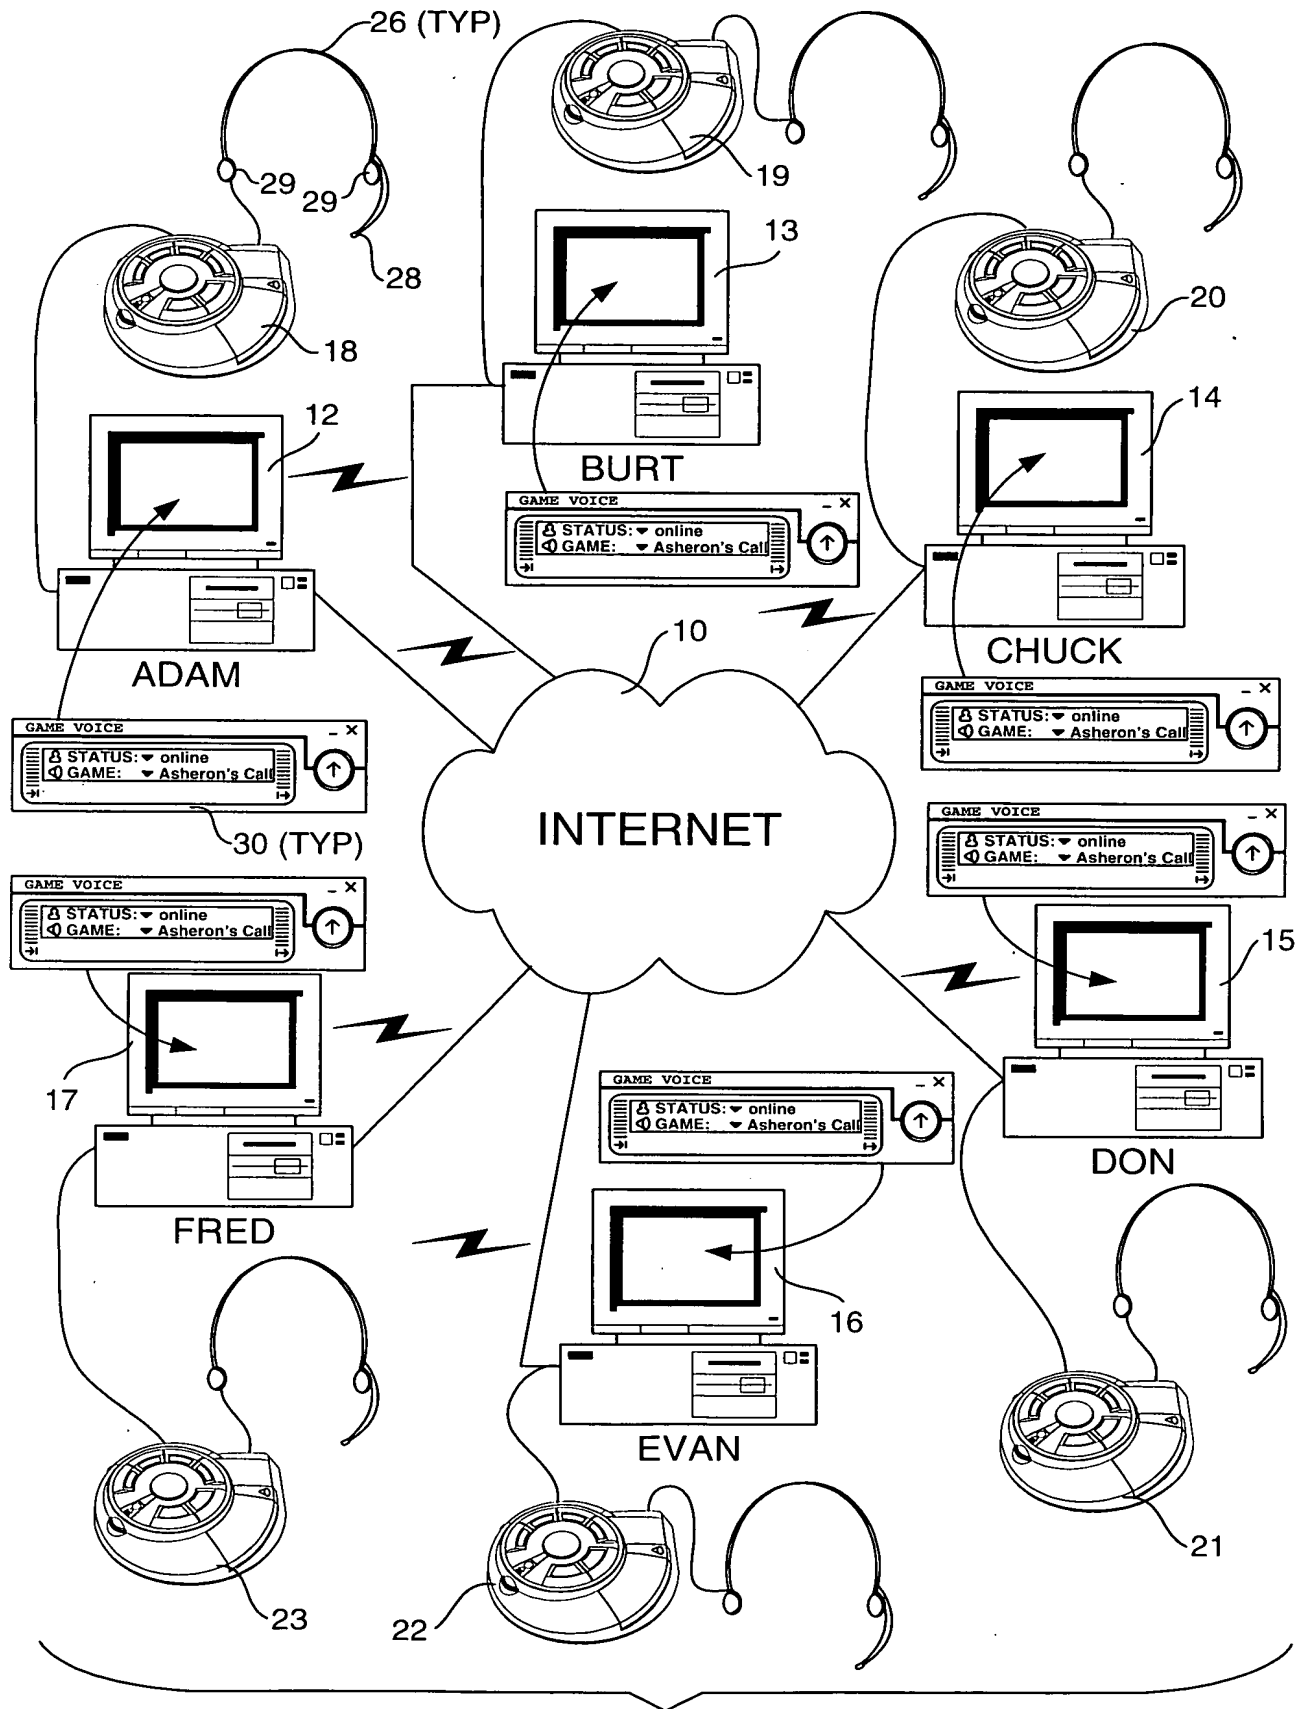 26 (TYP)
29
29
28
18
19
13
20
12
14
BURT
GAME VOICE
STATUS: online
GAME: Asheron's Call
ADAM
GAME VOICE
STATUS: online
GAME: Asheron's Call
30 (TYP)
10
INTERNET
CHUCK
GAME VOICE
STATUS: online
GAME: Asheron's Call
GAME VOICE
STATUS: online
GAME: Asheron's Call
15
DON
GAME VOICE
STATUS: online
GAME: Asheron's Call
17
FRED
GAME VOICE
STATUS: online
GAME: Asheron's Call
16
EVAN
21
22
23